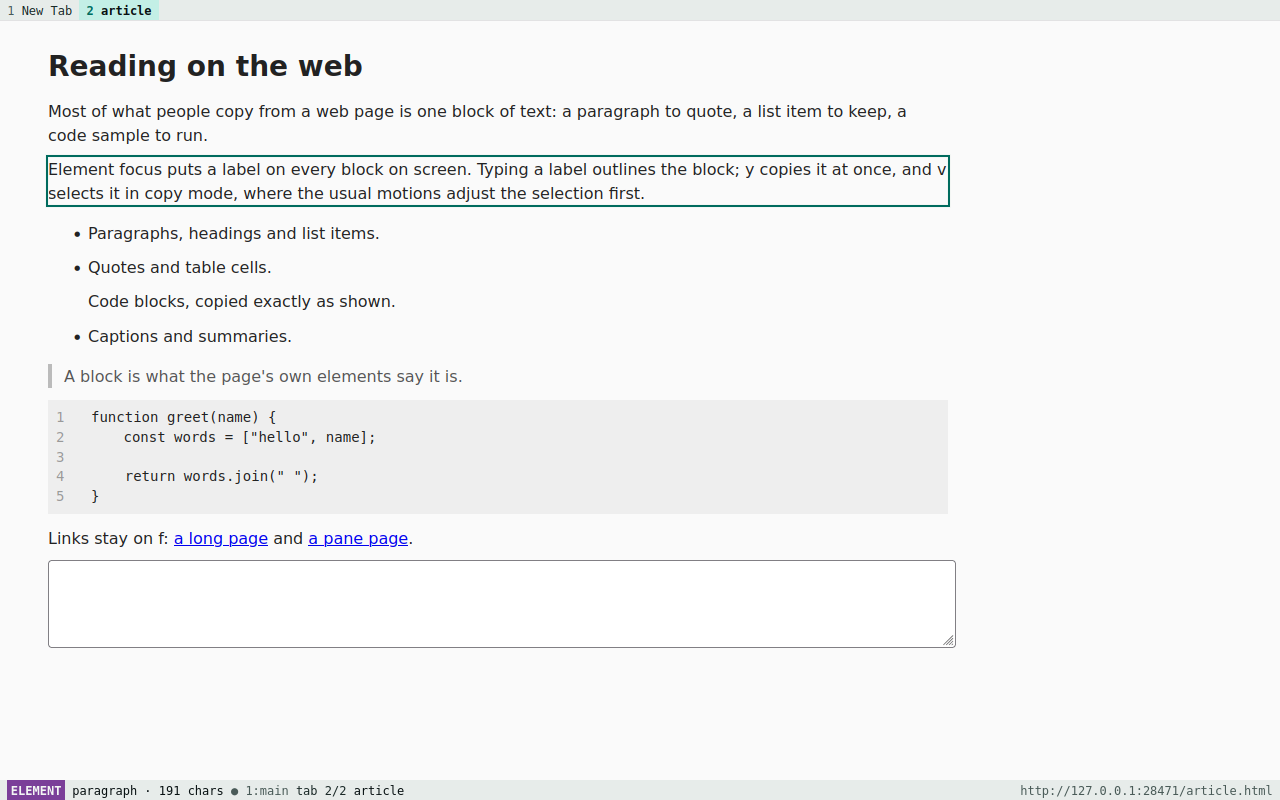 1 New Tab 2 article
Reading on the web
Most of what people copy from a web page is one block of text: a paragraph to quote, a list item to keep, a
code sample to run.
Element focus puts a label on every block on screen. Typing a label outlines the block; y copies it at once, and v
selects it in copy mode, where the usual motions adjust the selection first.
• Paragraphs, headings and list items.
• Quotes and table cells.
Code blocks, copied exactly as shown.
• Captions and summaries.
A block is what the page's own elements say it is.
1 function greet(name) {
2     const words = ["hello", name];
3
4     return words.join(" ");
5 }
Links stay on f: a long page and a pane page.
ELEMENT paragraph · 191 chars ● 1:main tab 2/2 article http://127.0.0.1:28471/article.html